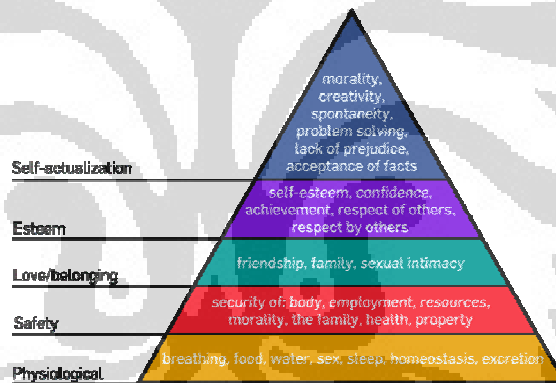 morality,
creativity,
spontaneity,
problem solving,
lack of prejudice,
acceptance of facts
Self-actualization
self-esteem, confidence,
achievement, respect of others,
respect by others
Esteem
friendship, family, sexual intimacy
Love/belonging
security of: body, employment, resources,
morality, the family, health, property
Safety
breathing, food, water, sex, sleep, homeostasis, excretion
Physiological